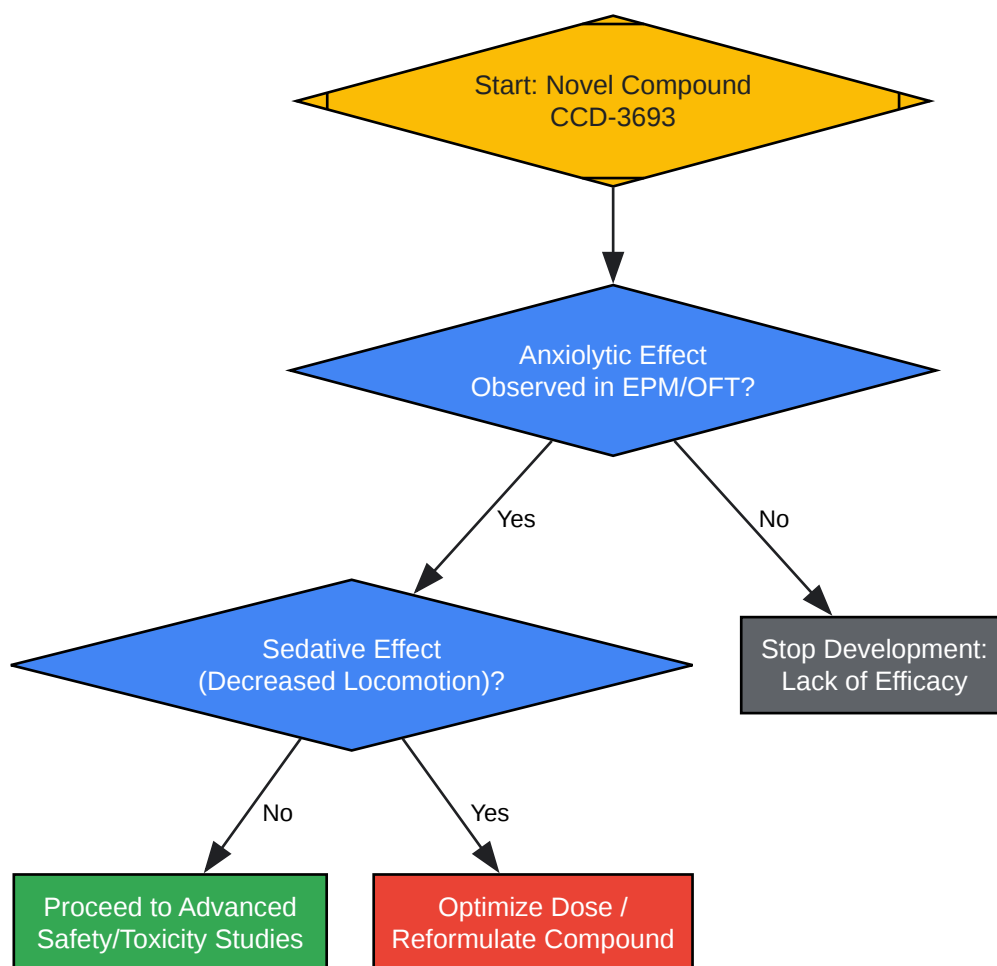 Start: Novel Compound
CCD-3693
Anxiolytic Effect
Observed in EPM/OFT?
Yes
No
Sedative Effect
(Decreased Locomotion)?
Stop Development:
Lack of Efficacy
No
Yes
Proceed to Advanced
Safety/Toxicity Studies
Optimize Dose /
Reformulate Compound